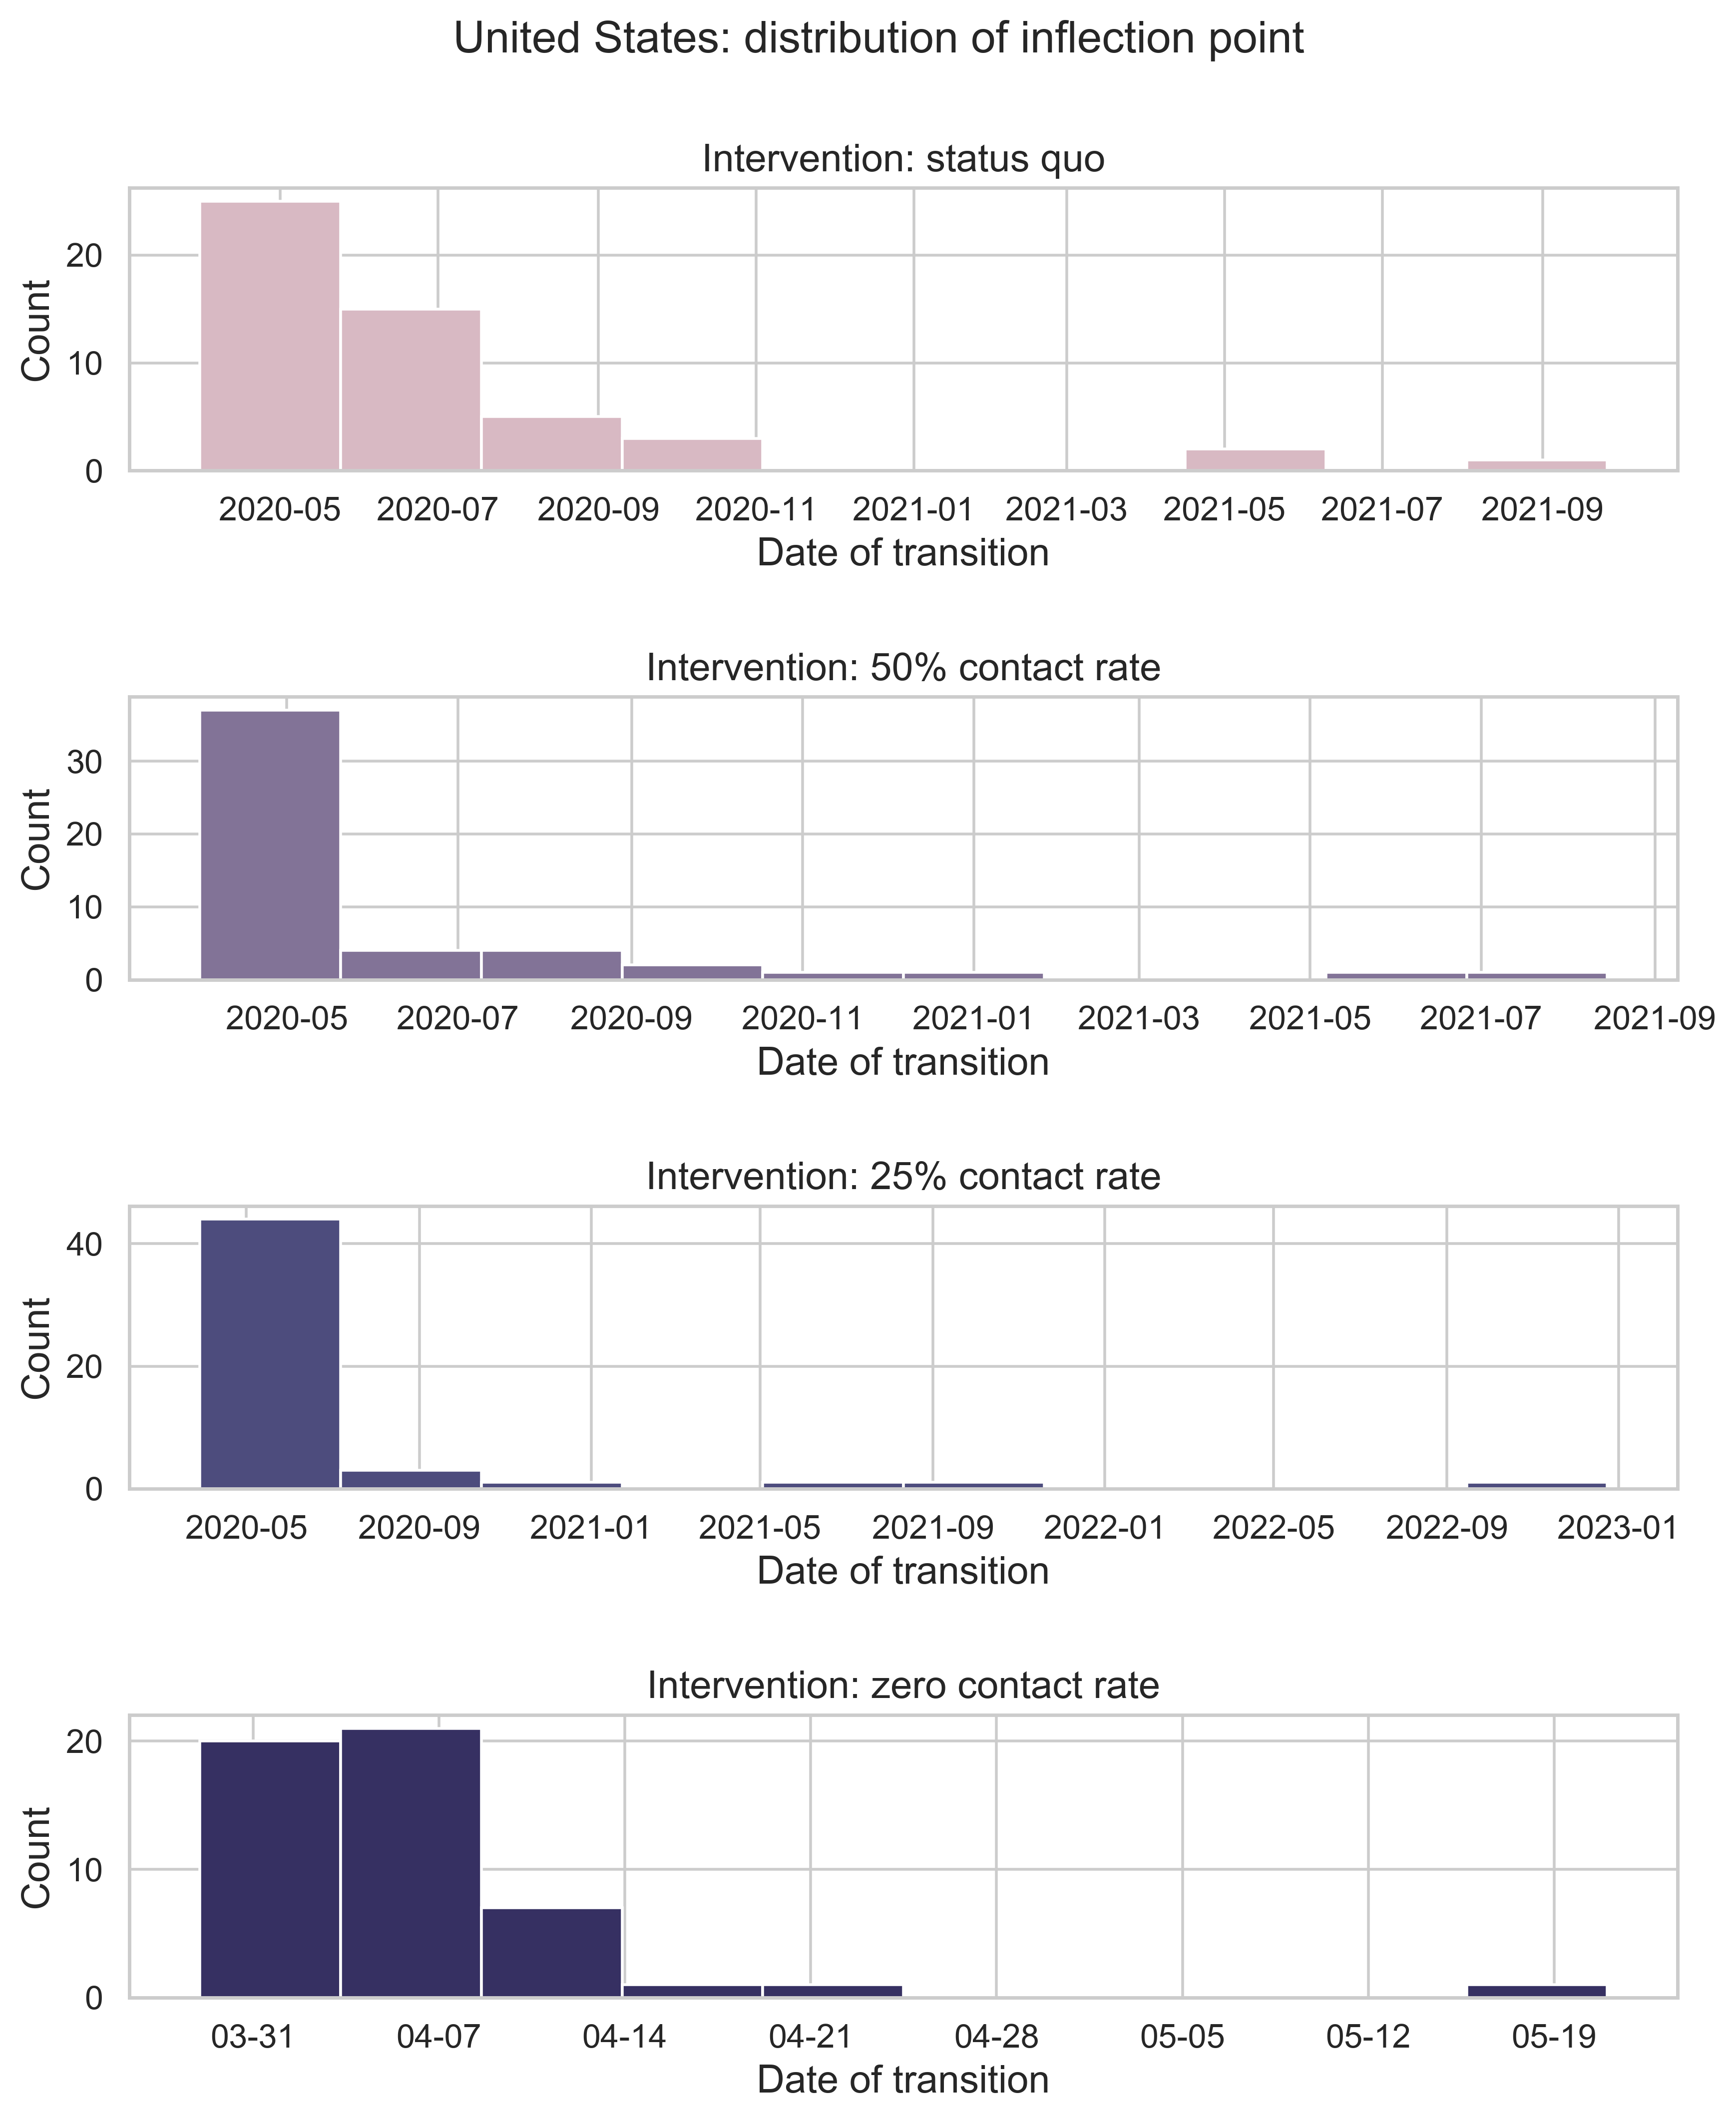 United States: distribution of inflection point
Intervention: status quo
Count
20
10
0
2020-05 2020-07 2020-09 2020-11 2021-01 2021-03 2021-05 2021-07 2021-09
Date of transition
Intervention: 50% contact rate
Count
30
20
10
0
2020-05 2020-07 2020-09 2020-11 2021-01 2021-03 2021-05 2021-07 2021-09
Date of transition
Intervention: 25% contact rate
Count
40
20
0
2020-05 2020-09 2021-01 2021-05 2021-09 2022-01 2022-05 2022-09 2023-01
Date of transition
Intervention: zero contact rate
Count
20
10
0
03-31 04-07 04-14 04-21 04-28 05-05 05-12 05-19
Date of transition